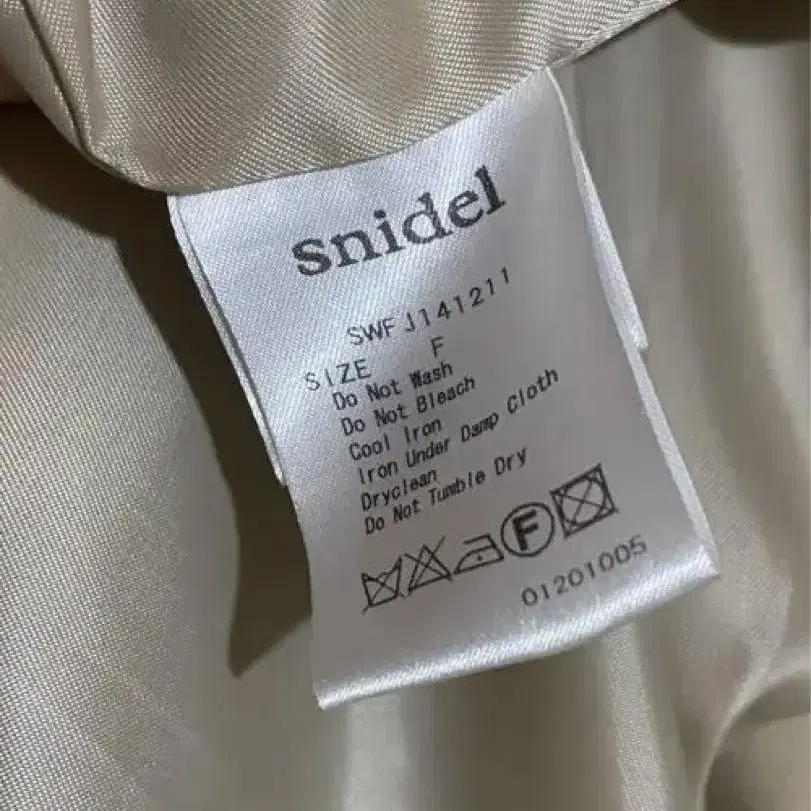 snidel
SWFJ141211
SIZE F
Do Not Wash
Do Not Bleach
Cool Iron
Iron Under Damp Cloth
Dryclean
Do Not Tumble Dry
F
01201005